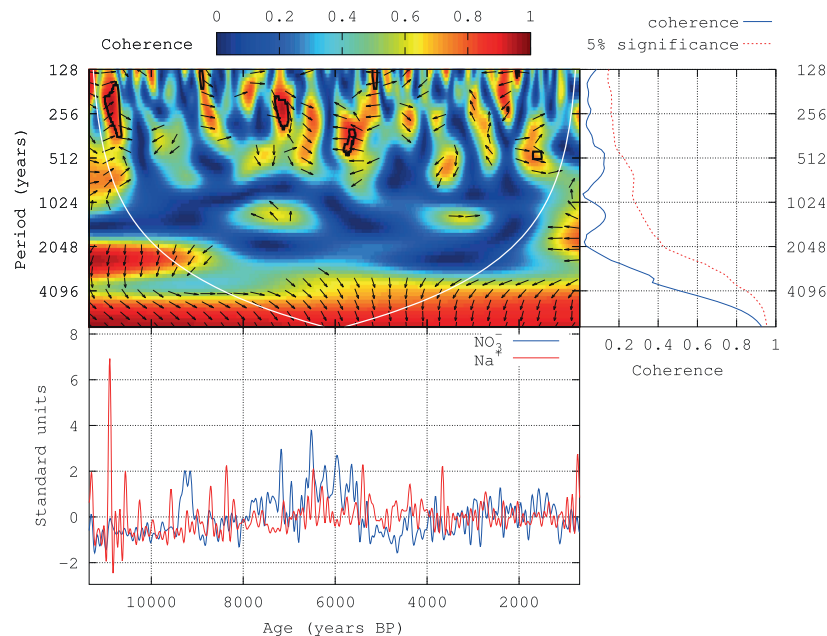 0 0.2 0.4 0.6 0.8 1
Coherence
coherence
5% significance
128
256
512
1024
2048
4096
Period (years)
128
256
512
1024
2048
4096
0.2 0.4 0.6 0.8 1
Coherence
NO₃⁻
Na⁺
8
6
4
2
0
-2
Standard units
10000 8000 6000 4000 2000
Age (years BP)